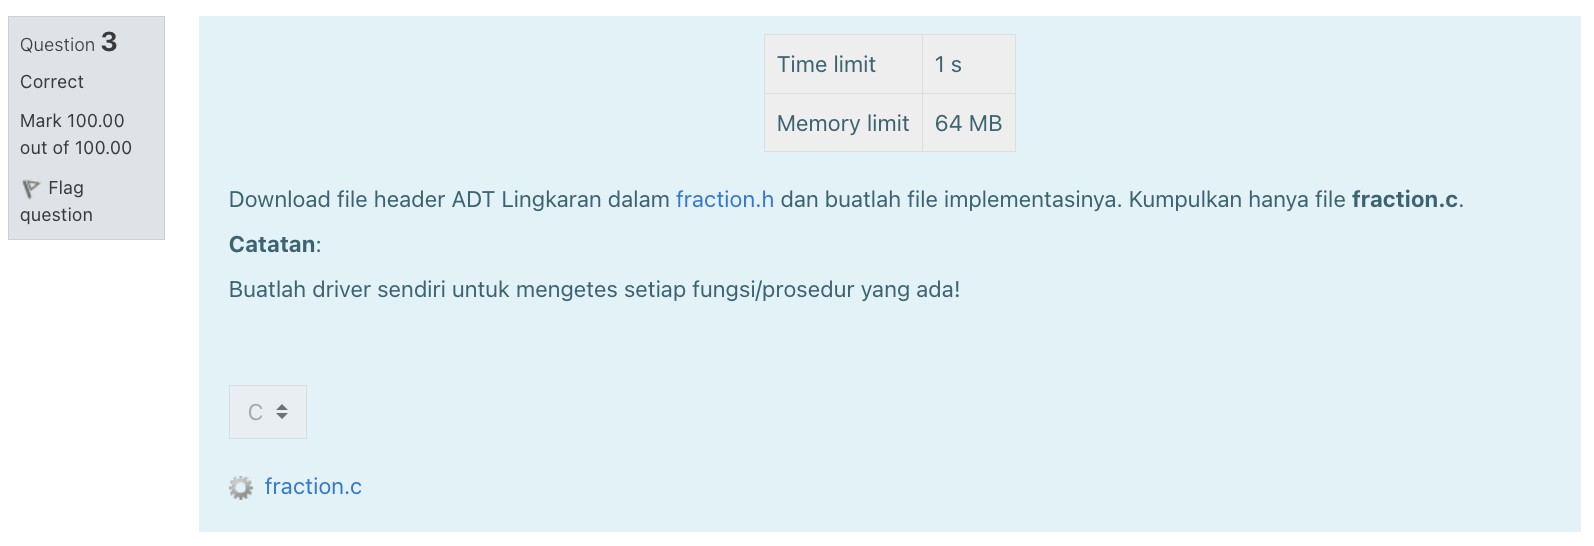 Question 3
Correct
Mark 100.00
out of 100.00
Flag
question
Time limit 1 s
Memory limit 64 MB
Download file header ADT Lingkaran dalam fraction.h dan buatlah file implementasinya. Kumpulkan hanya file fraction.c.
Catatan:
Buatlah driver sendiri untuk mengetes setiap fungsi/prosedur yang ada!
C
fraction.c